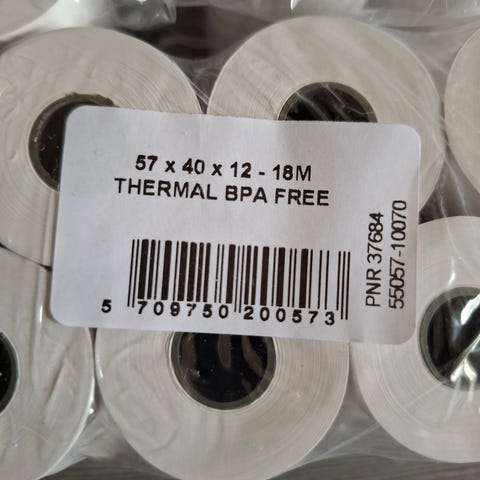 57 x 40 x 12 - 18M
THERMAL BPA FREE
5 709750 200573
PNR 37684
55057-10070